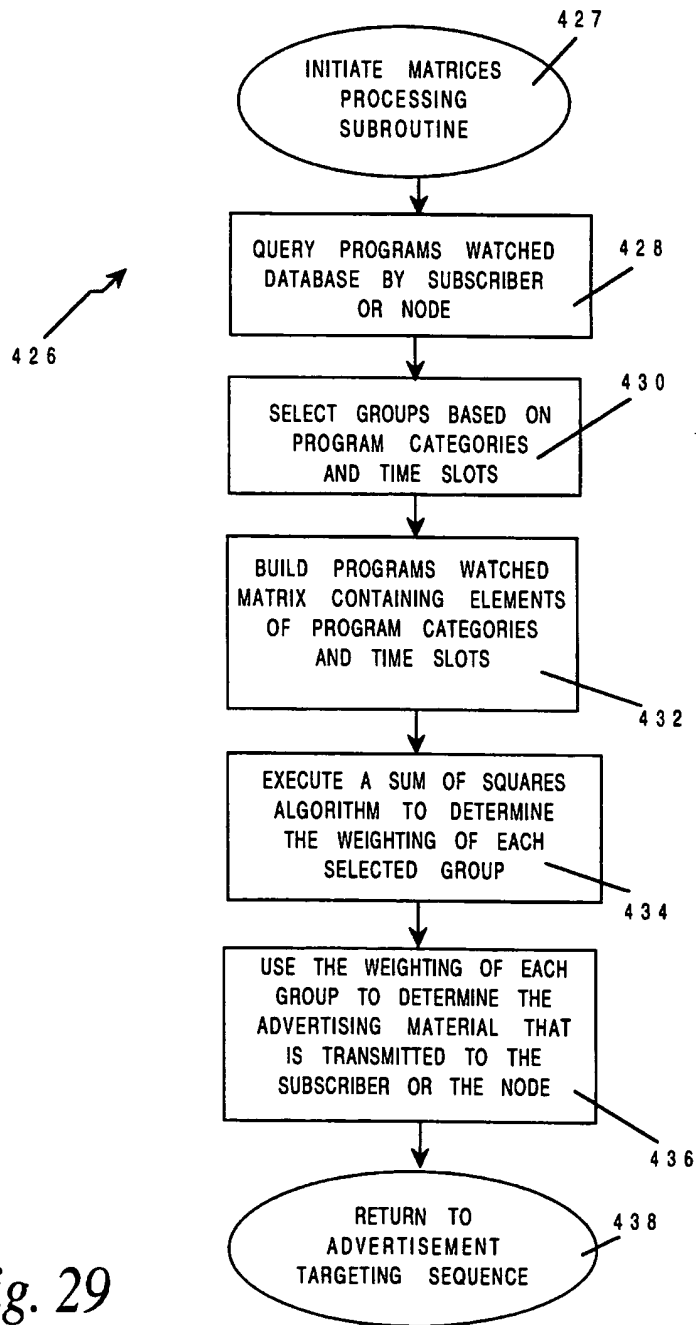 427
INITIATE MATRICES
PROCESSING
SUBROUTINE
QUERY PROGRAMS WATCHED
DATABASE BY SUBSCRIBER
OR NODE
428
426
SELECT GROUPS BASED ON
PROGRAM CATEGORIES
AND TIME SLOTS
430
BUILD PROGRAMS WATCHED
MATRIX CONTAINING ELEMENTS
OF PROGRAM CATEGORIES
AND TIME SLOTS
432
EXECUTE A SUM OF SQUARES
ALGORITHM TO DETERMINE
THE WEIGHTING OF EACH
SELECTED GROUP
434
USE THE WEIGHTING OF EACH
GROUP TO DETERMINE THE
ADVERTISING MATERIAL THAT
IS TRANSMITTED TO THE
SUBSCRIBER OR THE NODE
436
RETURN TO
ADVERTISEMENT
TARGETING SEQUENCE
438
ig. 29